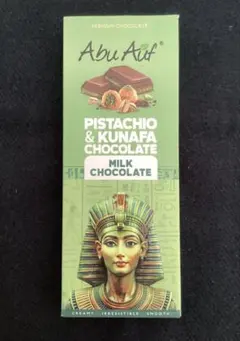 PREMIUM CHOCOLATE
Abu Auf®
PISTACHIO
& KUNAFA
CHOCOLATE
MILK
CHOCOLATE
CREAMY IRRESISTIBLE SMOOTH